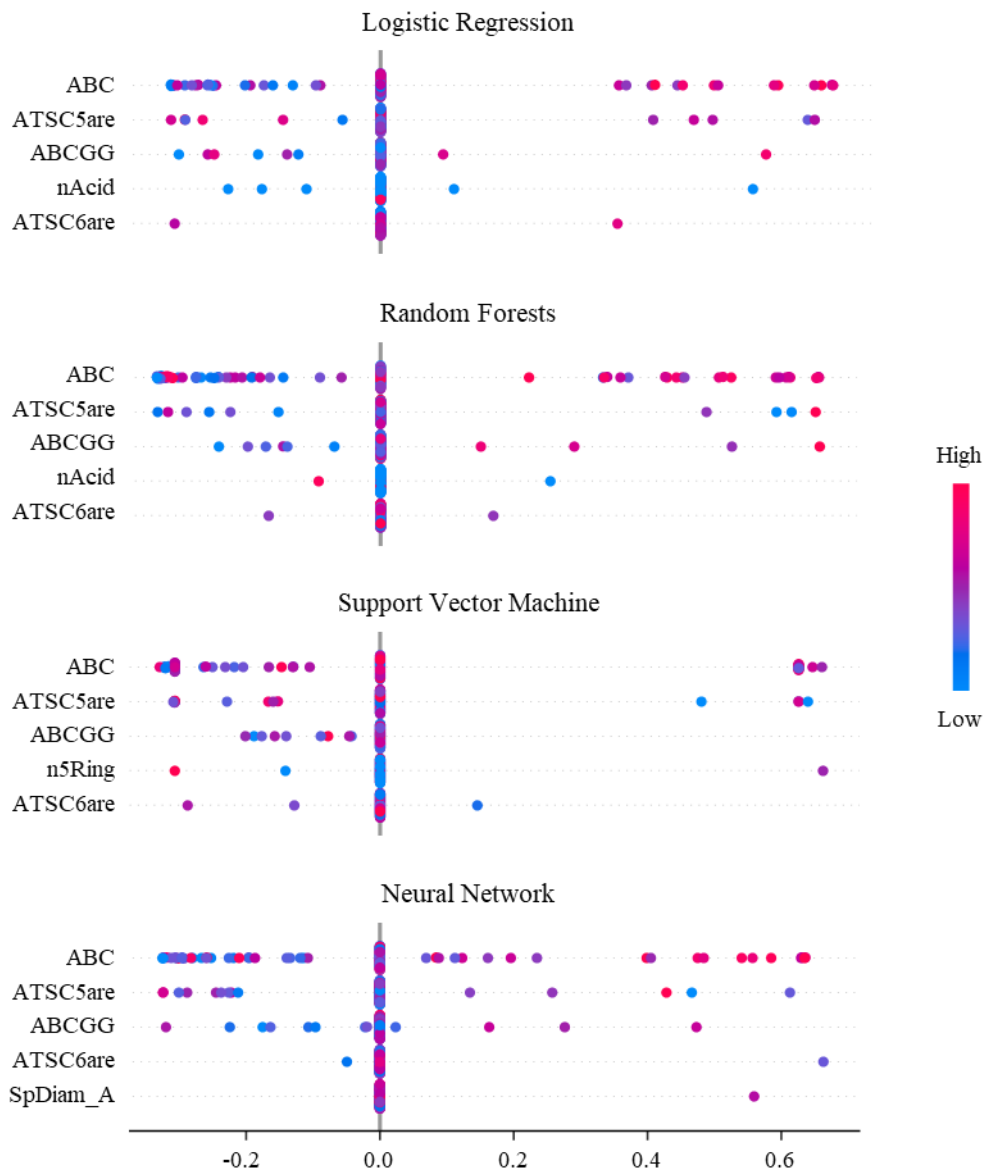 Logistic Regression
ABC
ATSC5are
ABCGG
nAcid
ATSC6are
Random Forests
ABC
ATSC5are
ABCGG
nAcid
ATSC6are
High
Low
Support Vector Machine
ABC
ATSC5are
ABCGG
n5Ring
ATSC6are
Neural Network
ABC
ATSC5are
ABCGG
ATSC6are
SpDiam_A
-0.2 0.0 0.2 0.4 0.6